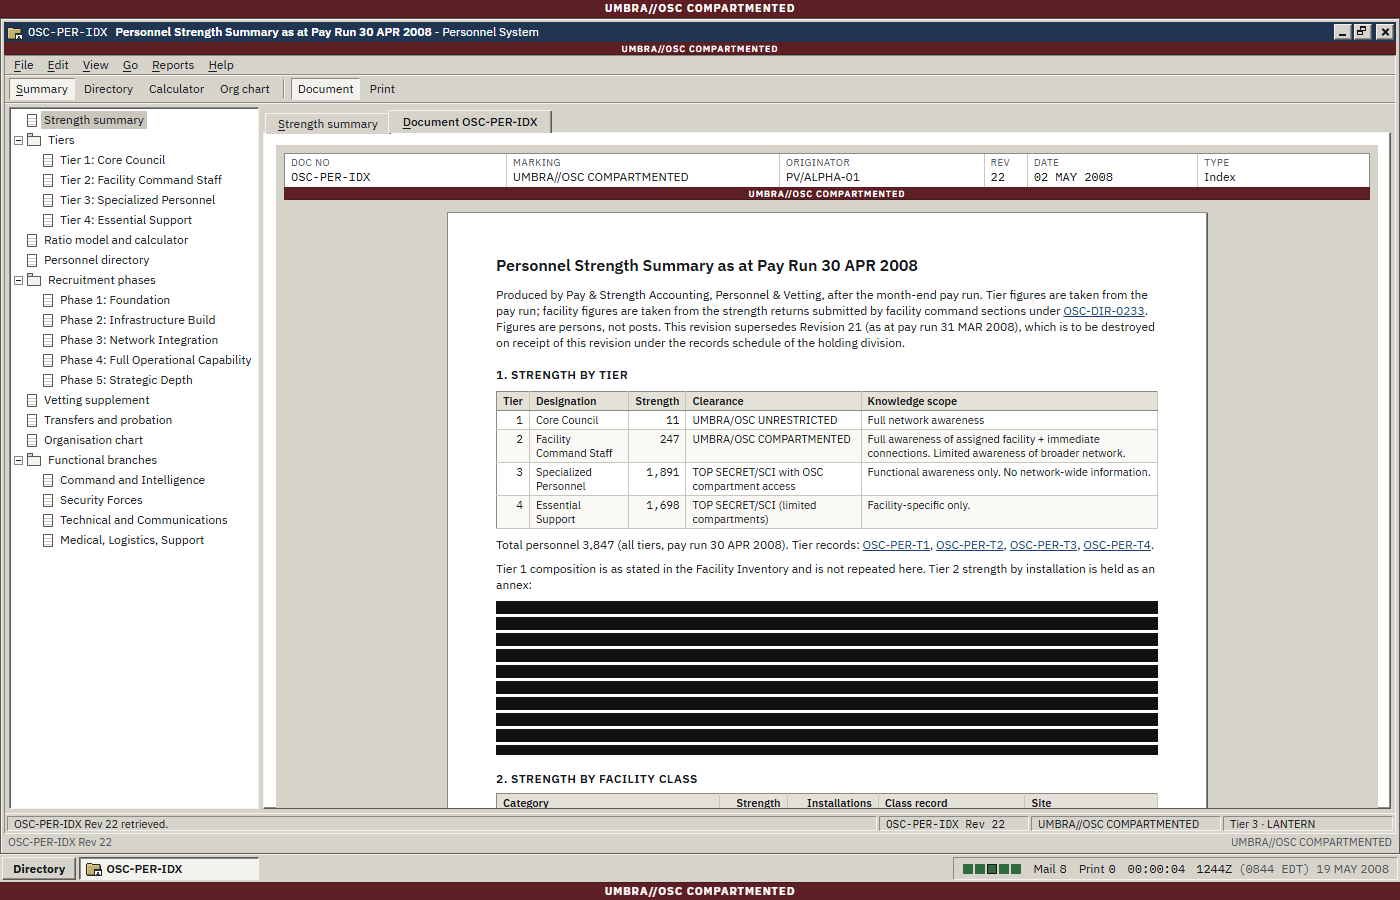 UMBRA//OSC COMPARTMENTED
OSC-PER-IDX Personnel Strength Summary as at Pay Run 30 APR 2008 - Personnel System
UMBRA//OSC COMPARTMENTED
File Edit View Go Reports Help
Summary Directory Calculator Org chart Document Print
Strength summary
Tiers
Tier 1: Core Council
Tier 2: Facility Command Staff
Tier 3: Specialized Personnel
Tier 4: Essential Support
Ratio model and calculator
Personnel directory
Recruitment phases
Phase 1: Foundation
Phase 2: Infrastructure Build
Phase 3: Network Integration
Phase 4: Full Operational Capability
Phase 5: Strategic Depth
Vetting supplement
Transfers and probation
Organisation chart
Functional branches
Command and Intelligence
Security Forces
Technical and Communications
Medical, Logistics, Support
Strength summary Document OSC-PER-IDX
DOC NO MARKING ORIGINATOR REV DATE TYPE
OSC-PER-IDX UMBRA//OSC COMPARTMENTED PV/ALPHA-01 22 02 MAY 2008 Index
UMBRA//OSC COMPARTMENTED
Personnel Strength Summary as at Pay Run 30 APR 2008
Produced by Pay & Strength Accounting, Personnel & Vetting, after the month-end pay run. Tier figures are taken from the
pay run; facility figures are taken from the strength returns submitted by facility command sections under OSC-DIR-0233.
Figures are persons, not posts. This revision supersedes Revision 21 (as at pay run 31 MAR 2008), which is to be destroyed
on receipt of this revision under the records schedule of the holding division.
1. STRENGTH BY TIER
Tier Designation Strength Clearance Knowledge scope
1 Core Council 11 UMBRA/OSC UNRESTRICTED Full network awareness
2 Facility 247 UMBRA/OSC COMPARTMENTED Full awareness of assigned facility + immediate
Command Staff connections. Limited awareness of broader network.
3 Specialized 1,891 TOP SECRET/SCI with OSC Functional awareness only. No network-wide information.
Personnel compartment access
4 Essential 1,698 TOP SECRET/SCI (limited Facility-specific only.
Support compartments)
Total personnel 3,847 (all tiers, pay run 30 APR 2008). Tier records: OSC-PER-T1, OSC-PER-T2, OSC-PER-T3, OSC-PER-T4.
Tier 1 composition is as stated in the Facility Inventory and is not repeated here. Tier 2 strength by installation is held as an
annex:
2. STRENGTH BY FACILITY CLASS
Category Strength Installations Class record Site
OSC-PER-IDX Rev 22 retrieved. OSC-PER-IDX Rev 22 UMBRA//OSC COMPARTMENTED Tier 3 · LANTERN
OSC-PER-IDX Rev 22 UMBRA//OSC COMPARTMENTED
Directory OSC-PER-IDX Mail 8 Print 0 00:00:04 1244Z (0844 EDT) 19 MAY 2008
UMBRA//OSC COMPARTMENTED